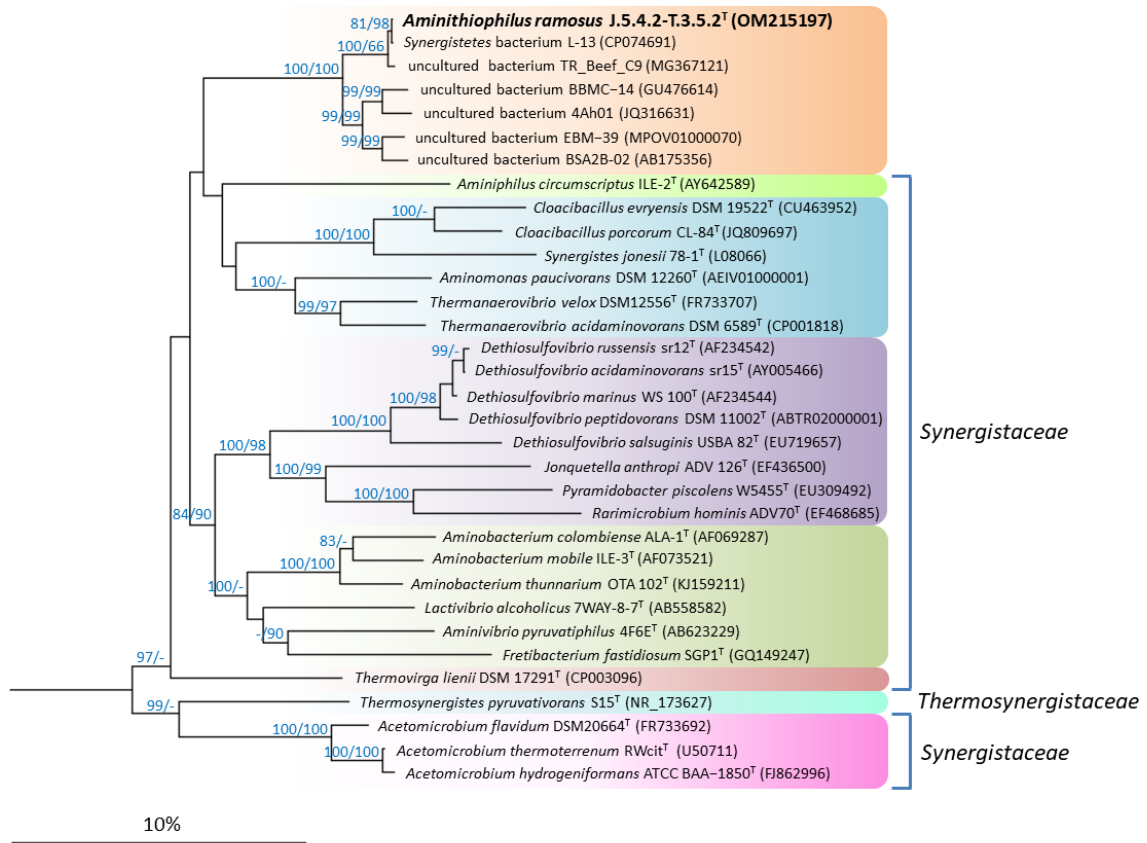 81/98
Aminithiophilus ramosus J.5.4.2-T.3.5.2ᵀ (OM215197)
100/66
Synergistetes bacterium L-13 (CP074691)
100/100
uncultured bacterium TR_Beef_C9 (MG367121)
99/99
uncultured bacterium BBMC−14 (GU476614)
99/99
uncultured bacterium 4Ah01 (JQ316631)
99/99
uncultured bacterium EBM−39 (MPOV01000070)
uncultured bacterium BSA2B-02 (AB175356)
Aminiphilus circumscriptus ILE-2ᵀ (AY642589)
100/-
Cloacibacillus evryensis DSM 19522ᵀ (CU463952)
100/100
Cloacibacillus porcorum CL-84ᵀ (JQ809697)
Synergistes jonesii 78-1ᵀ (L08066)
100/-
Aminomonas paucivorans DSM 12260ᵀ (AEIV01000001)
99/97
Thermanaerovibrio velox DSM12556ᵀ (FR733707)
Thermanaerovibrio acidaminovorans DSM 6589ᵀ (CP001818)
99/-
Dethiosulfovibrio russensis sr12ᵀ (AF234542)
Dethiosulfovibrio acidaminovorans sr15ᵀ (AY005466)
100/98
Dethiosulfovibrio marinus WS 100ᵀ (AF234544)
100/100
Dethiosulfovibrio peptidovorans DSM 11002ᵀ (ABTR02000001)
Synergistaceae
100/98
Dethiosulfovibrio salsuginis USBA 82ᵀ (EU719657)
100/99
Jonquetella anthropi ADV 126ᵀ (EF436500)
100/100
Pyramidobacter piscolens W5455ᵀ (EU309492)
84/90
Rarimicrobium hominis ADV70ᵀ (EF468685)
83/-
Aminobacterium colombiense ALA-1ᵀ (AF069287)
100/100
Aminobacterium mobile ILE-3ᵀ (AF073521)
100/-
Aminobacterium thunnarium OTA 102ᵀ (KJ159211)
Lactivibrio alcoholicus 7WAY-8-7ᵀ (AB558582)
-/90
Aminivibrio pyruvatiphilus 4F6Eᵀ (AB623229)
Fretibacterium fastidiosum SGP1ᵀ (GQ149247)
97/-
Thermovirga lienii DSM 17291ᵀ (CP003096)
99/-
Thermosynergistes pyruvativorans S15ᵀ (NR_173627)
Thermosynergistaceae
100/100
Acetomicrobium flavidum DSM20664ᵀ (FR733692)
100/100
Acetomicrobium thermoterrenum RWcitᵀ (U50711)
Synergistaceae
Acetomicrobium hydrogeniformans ATCC BAA−1850ᵀ (FJ862996)
10%